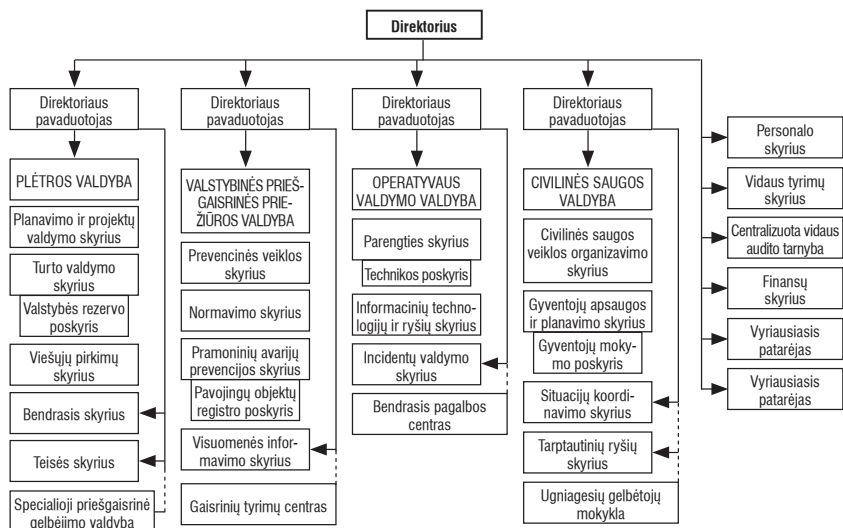 Direktorius
Direktoriaus
pavaduotojas
PLĖTROS VALDYBA
Planavimo ir projektų
valdymo skyrius
Turto valdymo
skyrius
Valstybės rezervo
poskyris
Viešųjų pirkimų
skyrius
Bendrasis skyrius
Teisės skyrius
Specialioji priešgaisrinė
gelbėjimo valdyba
Direktoriaus
pavaduotojas
VALSTYBINĖS PRIEŠ-
GAISRINĖS PRIE-
ŽIŪROS VALDYBA
Prevencinės veiklos
skyrius
Normavimo skyrius
Pramoninių avarijų
prevencijos skyrius
Pavojingų objektų
registro poskyris
Visuomenės infor-
mavimo skyrius
Gaisrinių tyrimų centras
Direktoriaus
pavaduotojas
OPERATYVAUS
VALDYMO VALDYBA
Parengties skyrius
Technikos poskyris
Informacinių techno-
logijų ir ryšių skyrius
Incidentų valdymo
skyrius
Bendrasis pagalbos
centras
Direktoriaus
pavaduotojas
CIVILINĖS SAUGOS
VALDYBA
Civilinės saugos
veiklos organizavimo
skyrius
Gyventojų apsaugos
ir planavimo skyrius
Gyventojų moky-
mo poskyris
Situacijų koordi-
navimo skyrius
Tarptautinių ryšių
skyrius
Ugniagesių gelbėtojų
mokykla
Personalo
skyrius
Vidaus tyrimų
skyrius
Centralizuota vidaus
audito tarnyba
Finansų
skyrius
Vyriausiasis
patarėjas
Vyriausiasis
patarėjas